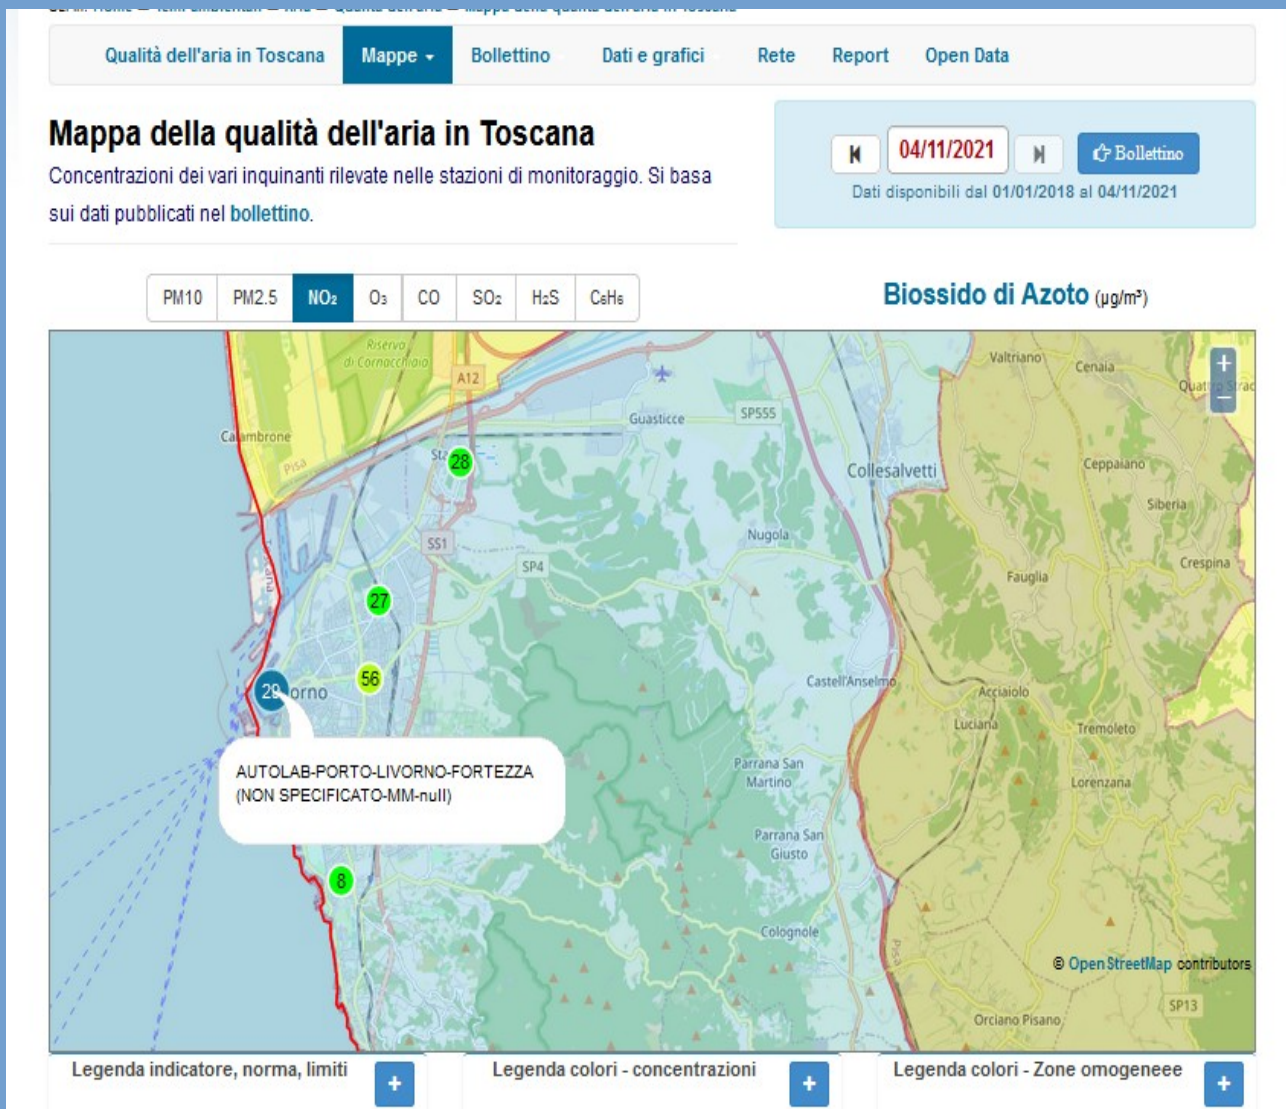 Qualità dell'aria in Toscana Mappe Bollettino Dati e grafici Rete Report Open Data
Mappa della qualità dell'aria in Toscana
Concentrazioni dei vari inquinanti rilevate nelle stazioni di monitoraggio. Si basa
sui dati pubblicati nel bollettino.
04/11/2021 Bollettino
Dati disponibili dal 01/01/2018 al 04/11/2021
PM10 PM2.5 NO₂ O₃ CO SO₂ H₂S C₆H₆
Biossido di Azoto (µg/m³)
Riserva
di Cornacchiaia
A12
Valtriano
Cenaia
+
−
Calambrone
Guasticce
SP555
Pisa
28
Collesalvetti
Ceppaiano
Siberia
SS1
Nugola
SP4
Crespina
Fauglia
27
56
29 orno
Castell'Anselmo
Acciaiolo
Luciana
Tremoleto
AUTOLAB-PORTO-LIVORNO-FORTEZZA
(NON SPECIFICATO-MM-null)
Parrana San
Martino
Lorenzana
Parrana San
Giusto
8
Colognole
Pisa
© OpenStreetMap contributors
SP13
Orciano Pisano
Legenda indicatore, norma, limiti +
Legenda colori - concentrazioni +
Legenda colori - Zone omogeneee +